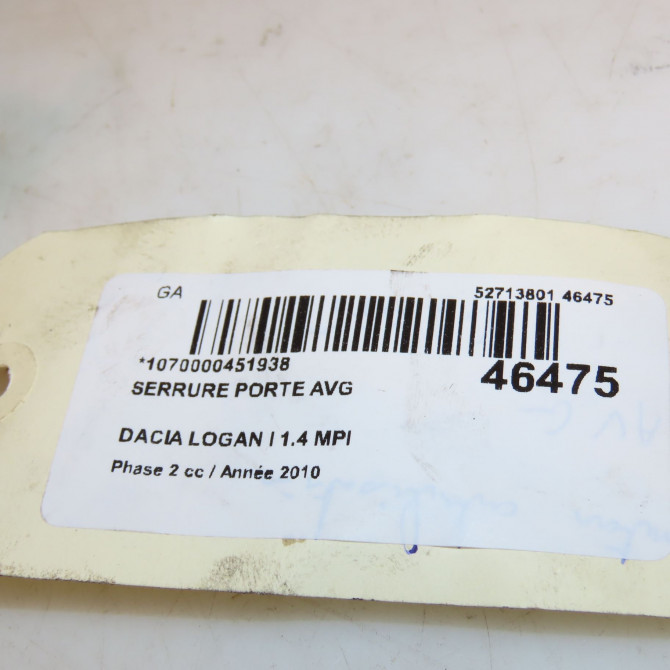 GA
52713801 46475
*1070000451938
46475
SERRURE PORTE AVG
DACIA LOGAN I 1.4 MPI
Phase 2 cc / Année 2010